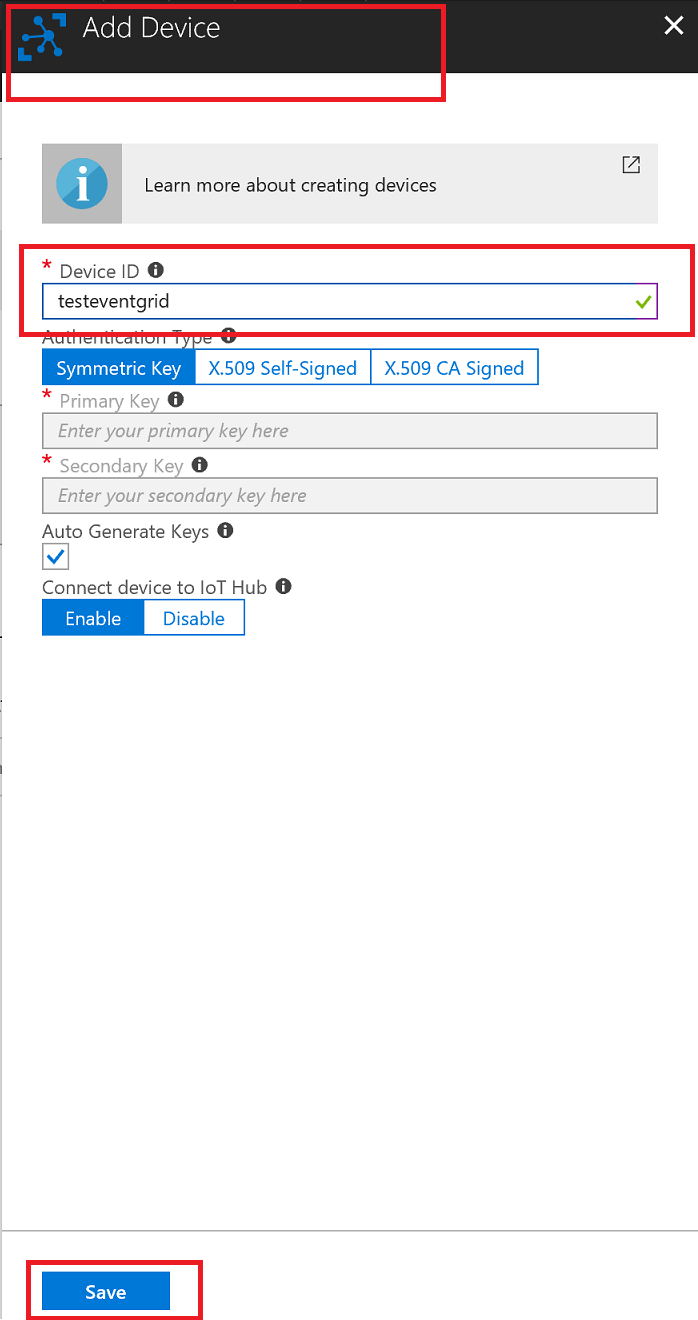 Add Device
Learn more about creating devices
* Device ID
testeventgrid
Authentication Type
Symmetric Key X.509 Self-Signed X.509 CA Signed
* Primary Key
Enter your primary key here
* Secondary Key
Enter your secondary key here
Auto Generate Keys
Connect device to IoT Hub
Enable Disable
Save